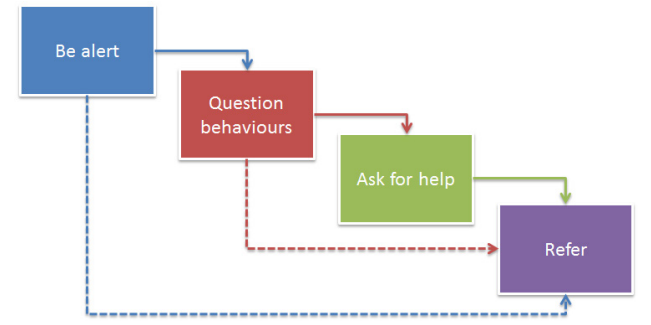 Be alert
Question
behaviours
Ask for help
Refer